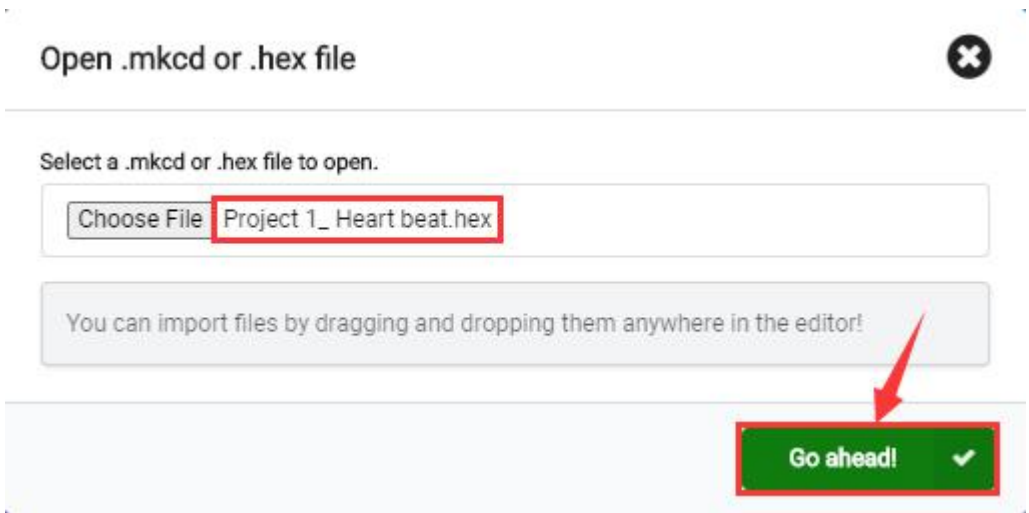 Open .mkcd or .hex file
Select a .mkcd or .hex file to open.
Choose File Project 1_ Heart beat.hex
You can import files by dragging and dropping them anywhere in the editor!
Go ahead!